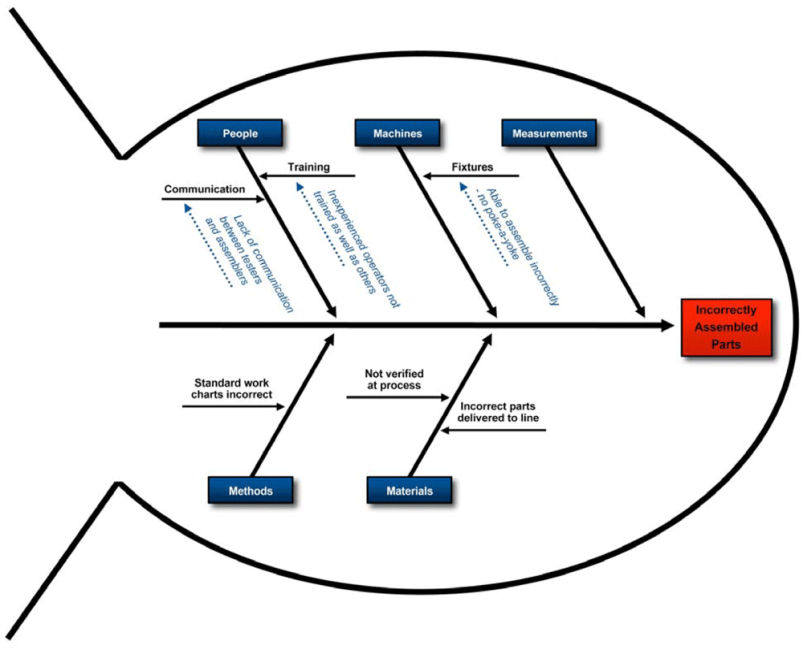 People
Machines
Measurements
Training
Fixtures
Communication
Lack of communication
between testers
and assemblers
Inexperienced operators not
trained as well as others
Able to assemble incorrectly
- no poke-a-yoke
Incorrectly
Assembled
Parts
Standard work
charts incorrect
Not verified
at process
Incorrect parts
delivered to line
Methods
Materials